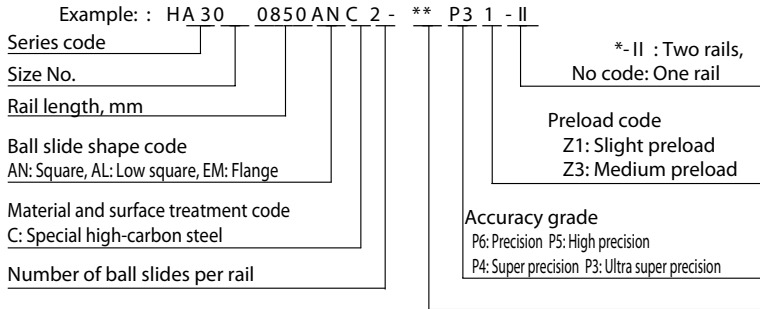 Example: : HA 30 0850 AN C 2 - ** P3 1 - II
Series code
Size No.
Rail length, mm
Ball slide shape code
AN: Square, AL: Low square, EM: Flange
Material and surface treatment code
C: Special high-carbon steel
Number of ball slides per rail
*- II : Two rails,
No code: One rail
Preload code
Z1: Slight preload
Z3: Medium preload
Accuracy grade
P6: Precision P5: High precision
P4: Super precision P3: Ultra super precision